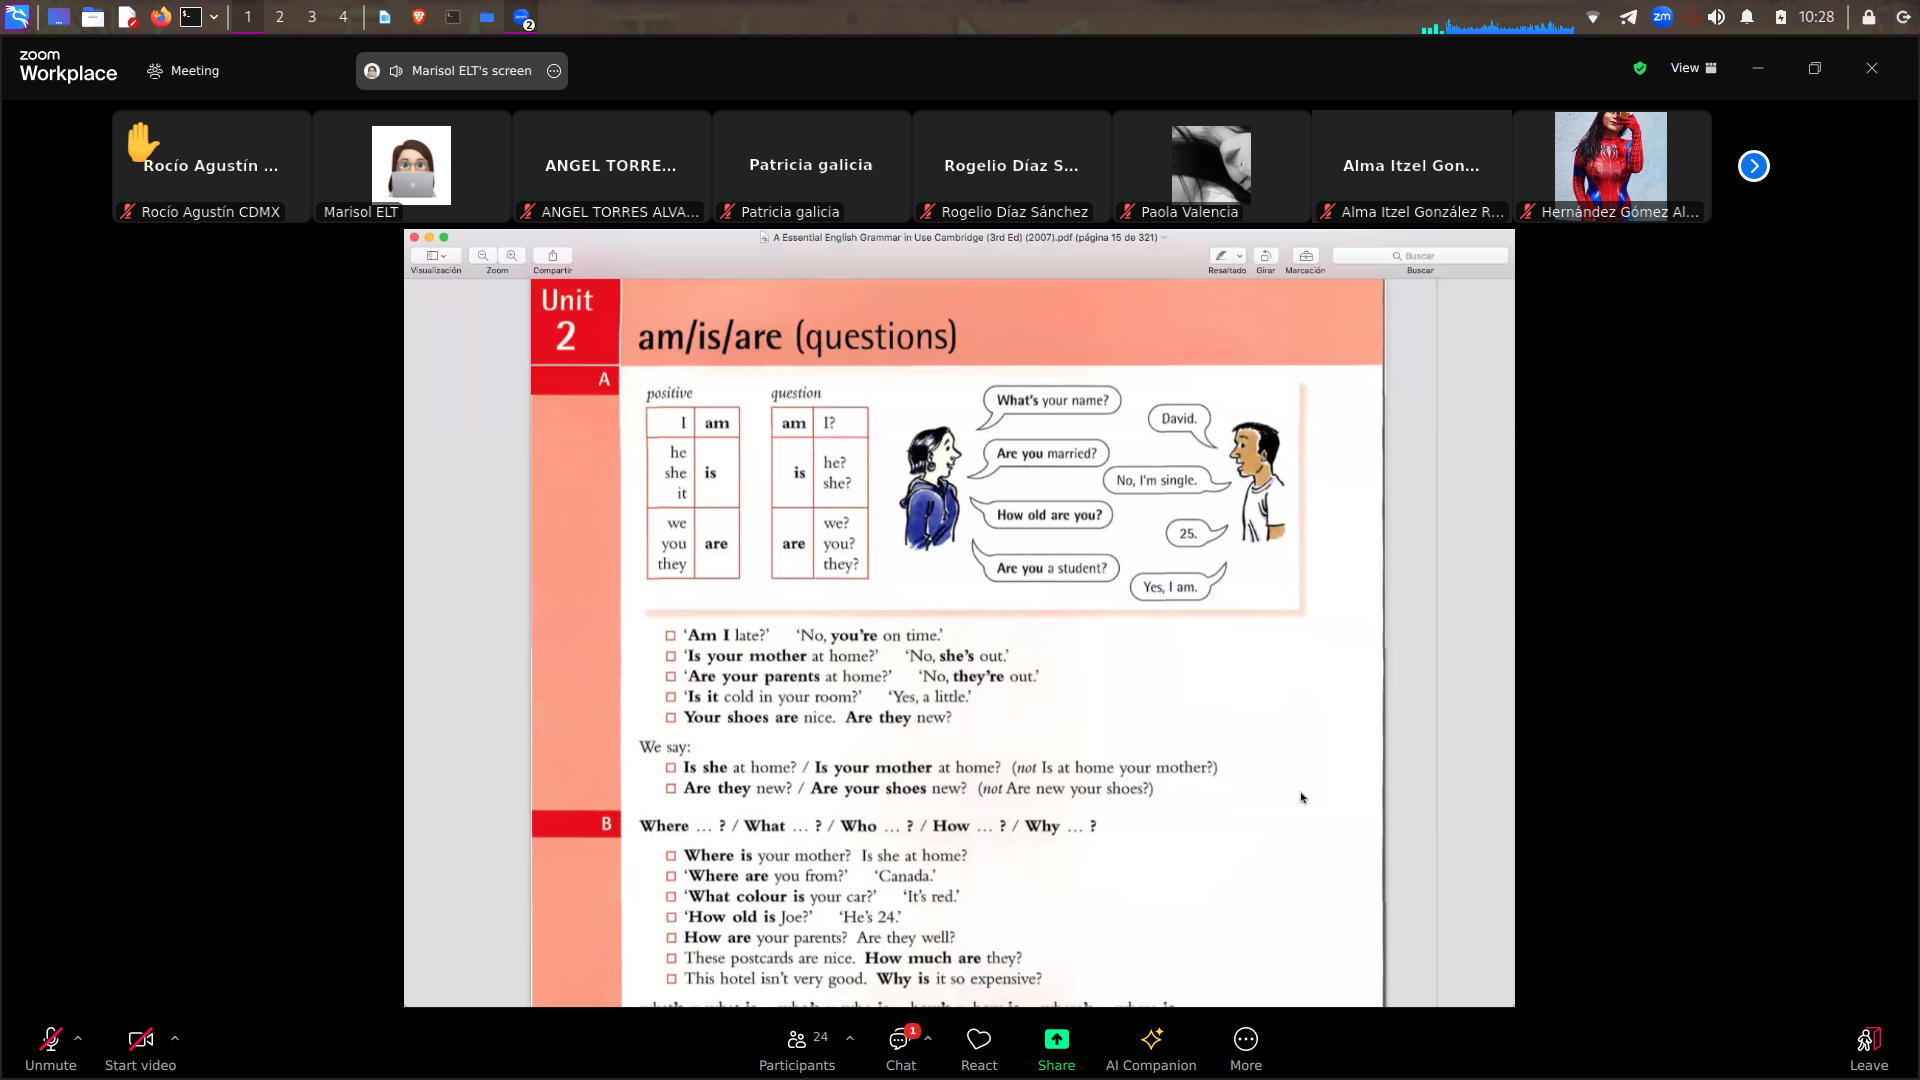 1 2 3 4
2
zm
10:28
zoom
Workplace
Meeting
Marisol ELT's screen
View
Rocío Agustín ...
ANGEL TORRE...
Patricia galicia
Rogelio Díaz S...
Alma Itzel Gon...
Rocío Agustín CDMX
Marisol ELT
ANGEL TORRES ALVA...
Patricia galicia
Rogelio Díaz Sánchez
Paola Valencia
Alma Itzel González R...
Hernández Gómez Al...
A Essential English Grammar in Use Cambridge (3rd Ed) (2007).pdf (página 15 de 321)
Buscar
Visualización Zoom Compartir Resaltado Girar Marcación Buscar
Unit
2
am/is/are (questions)
A
positive question
I am
he
she is
it
we
you are
they
am I?
is he?
she?
we?
are you?
they?
What's your name?
David.
Are you married?
No, I'm single.
How old are you?
25.
Are you a student?
Yes, I am.
'Am I late?' 'No, you're on time.'
'Is your mother at home?' 'No, she's out.'
'Are your parents at home?' 'No, they're out.'
'Is it cold in your room?' 'Yes, a little.'
Your shoes are nice. Are they new?
We say:
Is she at home? / Is your mother at home? (not Is at home your mother?)
Are they new? / Are your shoes new? (not Are new your shoes?)
B
Where ... ? / What ... ? / Who ... ? / How ... ? / Why ... ?
Where is your mother? Is she at home?
'Where are you from?' 'Canada.'
'What colour is your car?' 'It's red.'
'How old is Joe?' 'He's 24.'
How are your parents? Are they well?
These postcards are nice. How much are they?
This hotel isn't very good. Why is it so expensive?
24
1
Unmute
Start video
Participants
Chat
React
Share
AI Companion
More
Leave